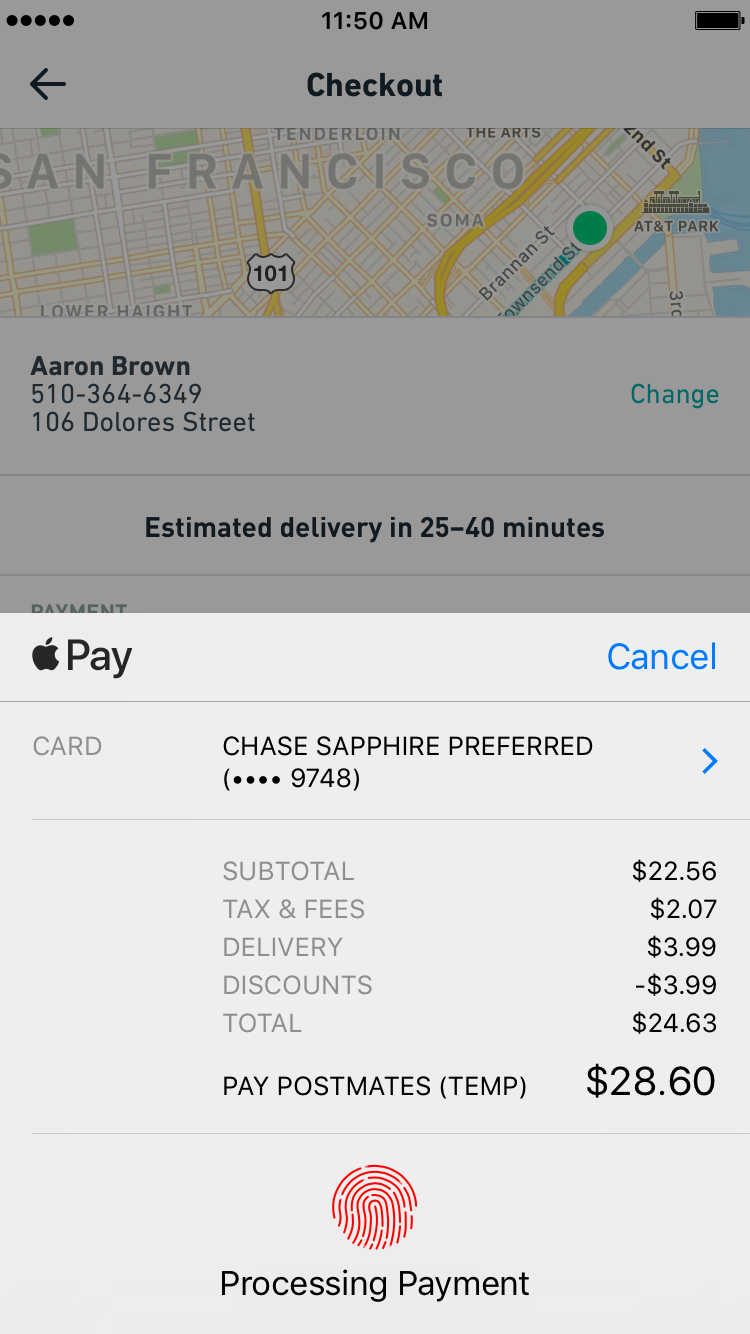 11:50 AM
Checkout
TENDERLOIN
THE ARTS
2nd St
SAN FRANCISCO
SOMA
AT&T PARK
Brannan St
Townsend St
101
3rd
LOWER HAIGHT
Aaron Brown
510-364-6349
106 Dolores Street
Change
Estimated delivery in 25–40 minutes
PAYMENT
Pay
Cancel
CARD
CHASE SAPPHIRE PREFERRED
(•••• 9748)
SUBTOTAL $22.56
TAX & FEES $2.07
DELIVERY $3.99
DISCOUNTS -$3.99
TOTAL $24.63
PAY POSTMATES (TEMP) $28.60
Processing Payment